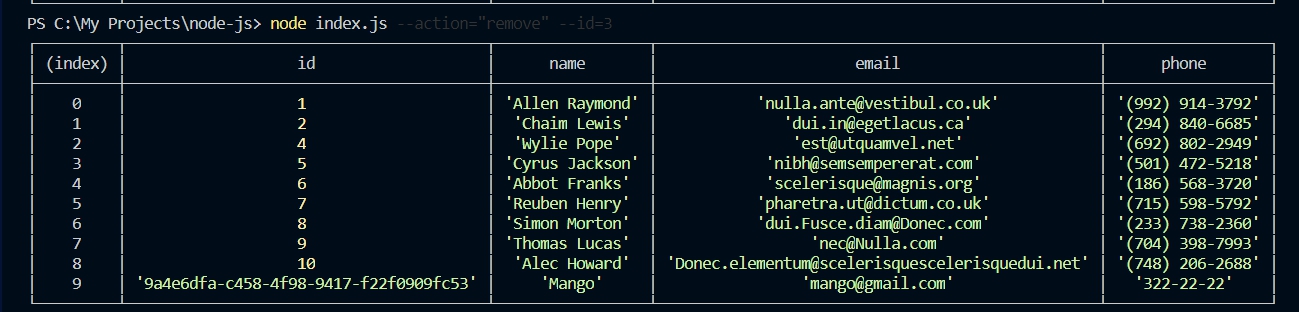 PS C:\My Projects\node-js> node index.js --action="remove" --id=3
(index) id name email phone
0 1 'Allen Raymond' 'nulla.ante@vestibul.co.uk' '(992) 914-3792'
1 2 'Chaim Lewis' 'dui.in@egetlacus.ca' '(294) 840-6685'
2 4 'Wylie Pope' 'est@utquamvel.net' '(692) 802-2949'
3 5 'Cyrus Jackson' 'nibh@semsempererat.com' '(501) 472-5218'
4 6 'Abbot Franks' 'scelerisque@magnis.org' '(186) 568-3720'
5 7 'Reuben Henry' 'pharetra.ut@dictum.co.uk' '(715) 598-5792'
6 8 'Simon Morton' 'dui.Fusce.diam@Donec.com' '(233) 738-2360'
7 9 'Thomas Lucas' 'nec@Nulla.com' '(704) 398-7993'
8 10 'Alec Howard' 'Donec.elementum@scelerisquescelerisquedui.net' '(748) 206-2688'
9 '9a4e6dfa-c458-4f98-9417-f22f0909fc53' 'Mango' 'mango@gmail.com' '322-22-22'